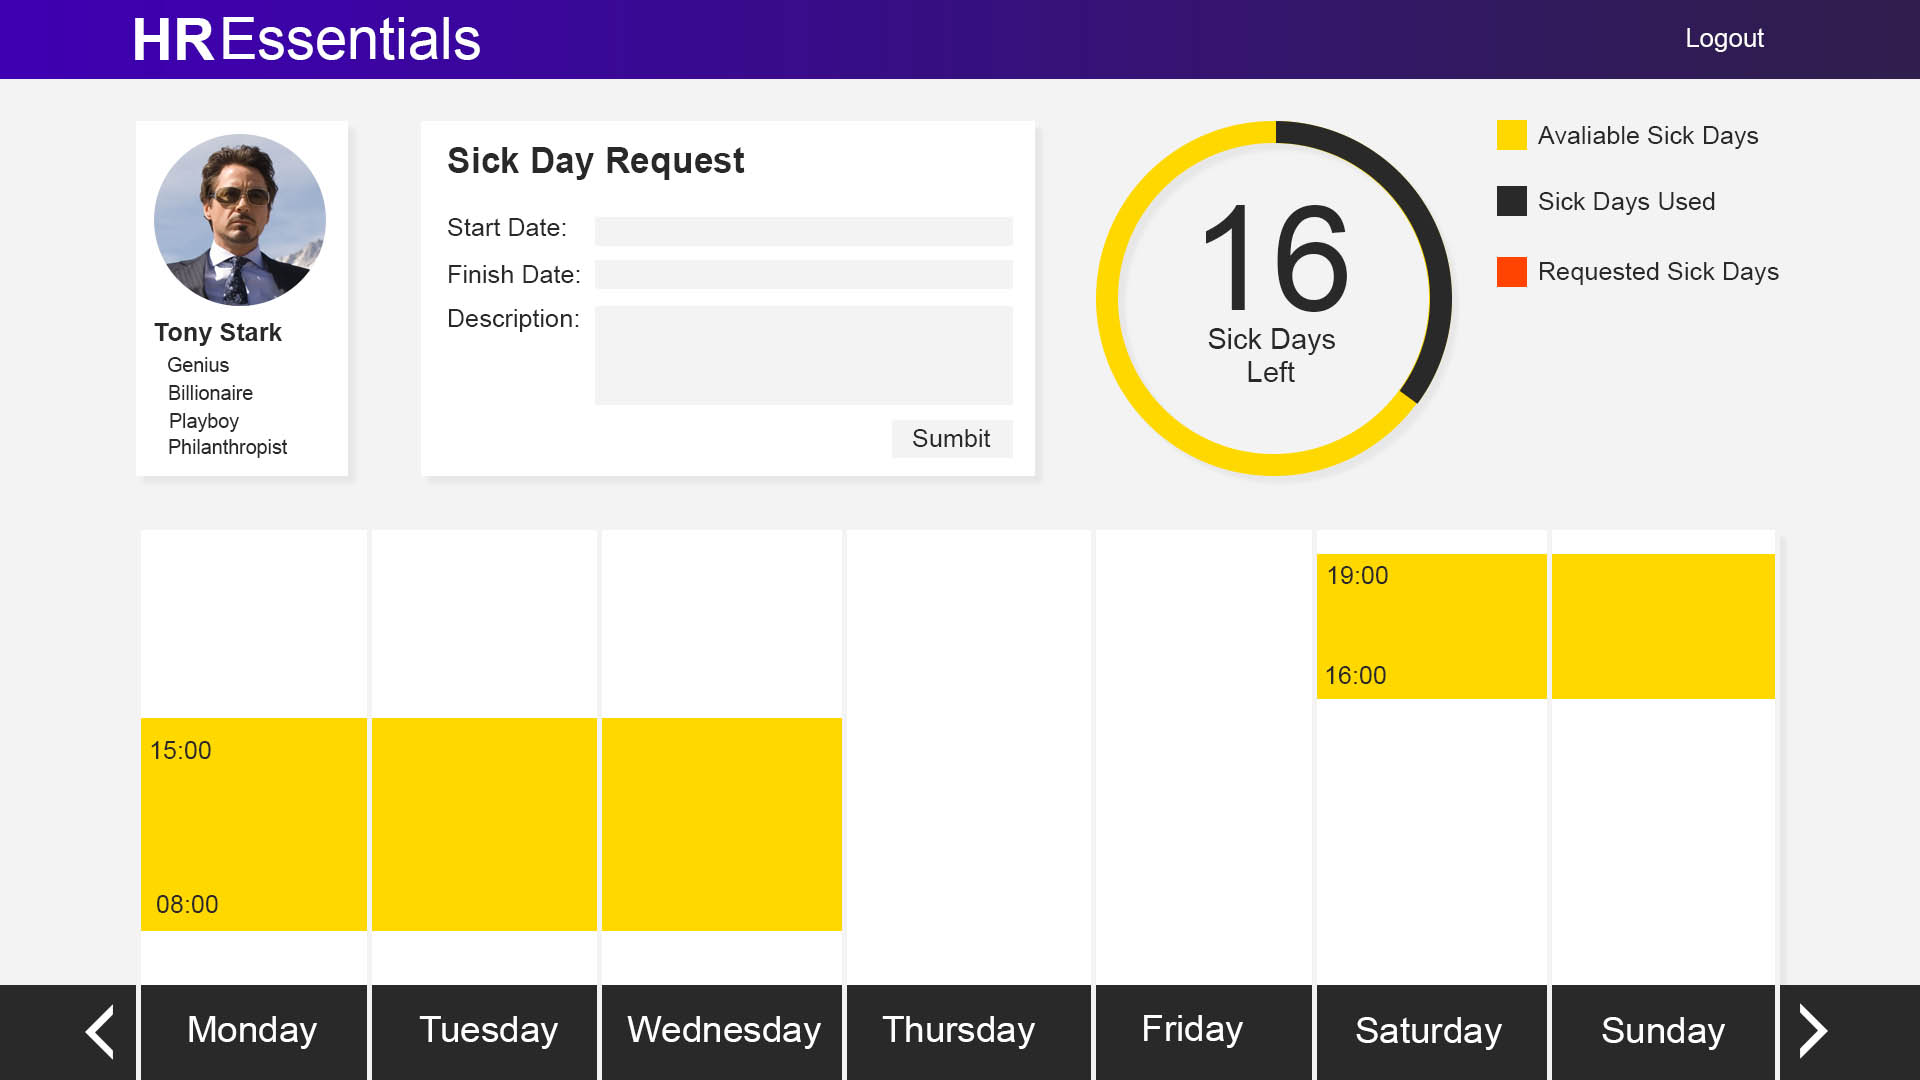 HR Essentials
Logout
Tony Stark
Genius
Billionaire
Playboy
Philanthropist
Sick Day Request
Start Date:
Finish Date:
Description:
Sumbit
16
Sick Days
Left
Avaliable Sick Days
Sick Days Used
Requested Sick Days
19:00
16:00
15:00
08:00
Monday
Tuesday
Wednesday
Thursday
Friday
Saturday
Sunday